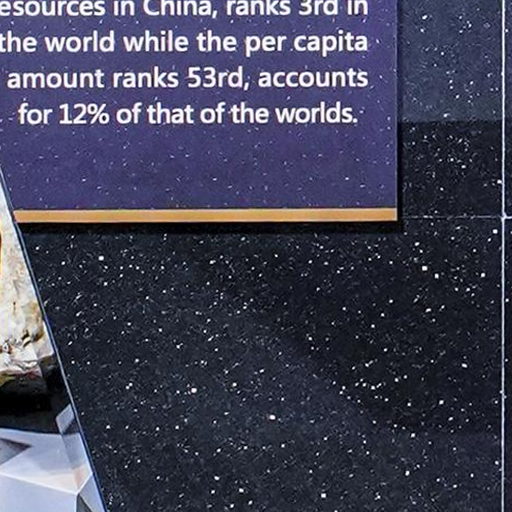 esources in China, ranks 3rd in
the world while the per capita
amount ranks 53rd, accounts
for 12% of that of the worlds.